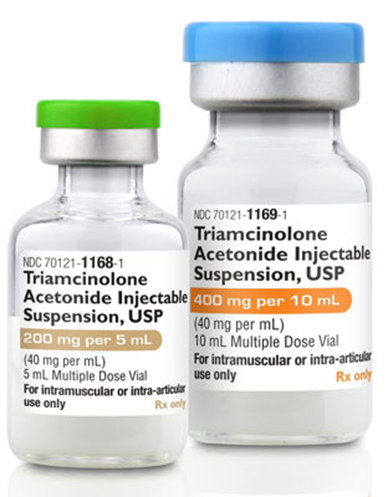 NDC 70121-1168-1
Triamcinolone
Acetonide Injectable
Suspension, USP
200 mg per 5 mL
(40 mg per mL)
5 mL Multiple Dose Vial
For intramuscular or intra-articular
use only
Rx only
NDC 70121-1169-1
Triamcinolone
Acetonide Injectable
Suspension, USP
400 mg per 10 mL
(40 mg per mL)
10 mL Multiple Dose Vial
For intramuscular or intra-articular
use only
Rx only